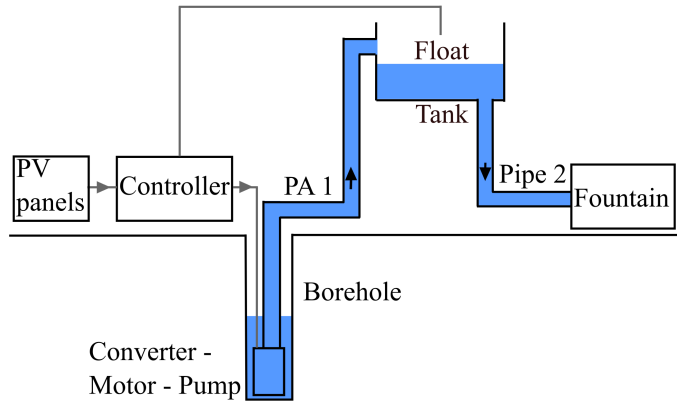 Float
Tank
PV
panels
Controller
PA 1
Pipe 2
Fountain
Borehole
Converter -
Motor - Pump